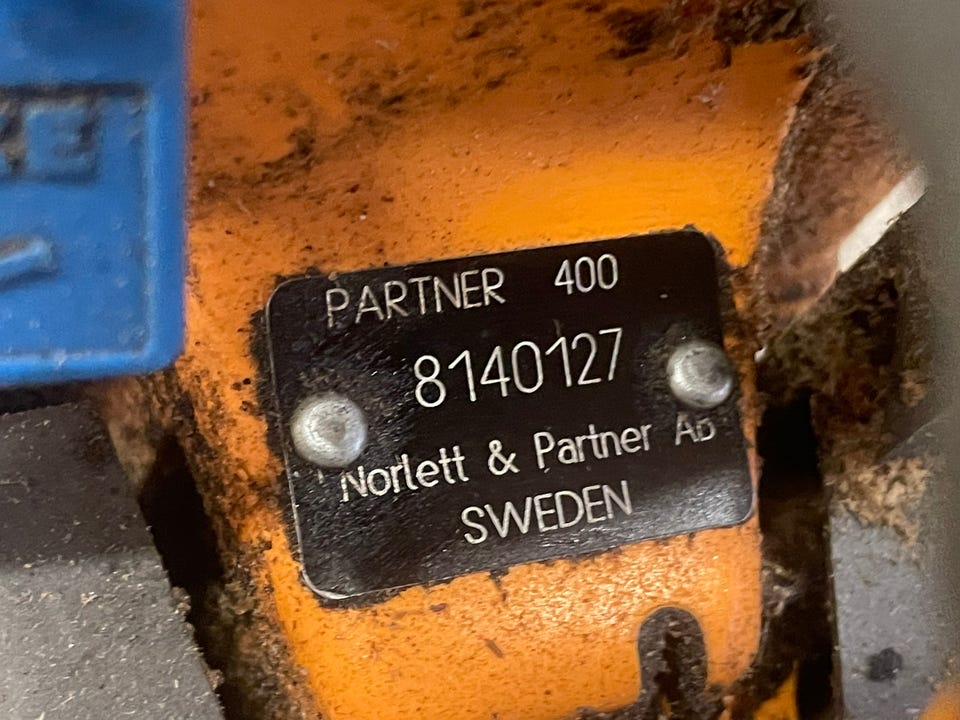 PARTNER 400
8140127
Norlett & Partner AB
SWEDEN